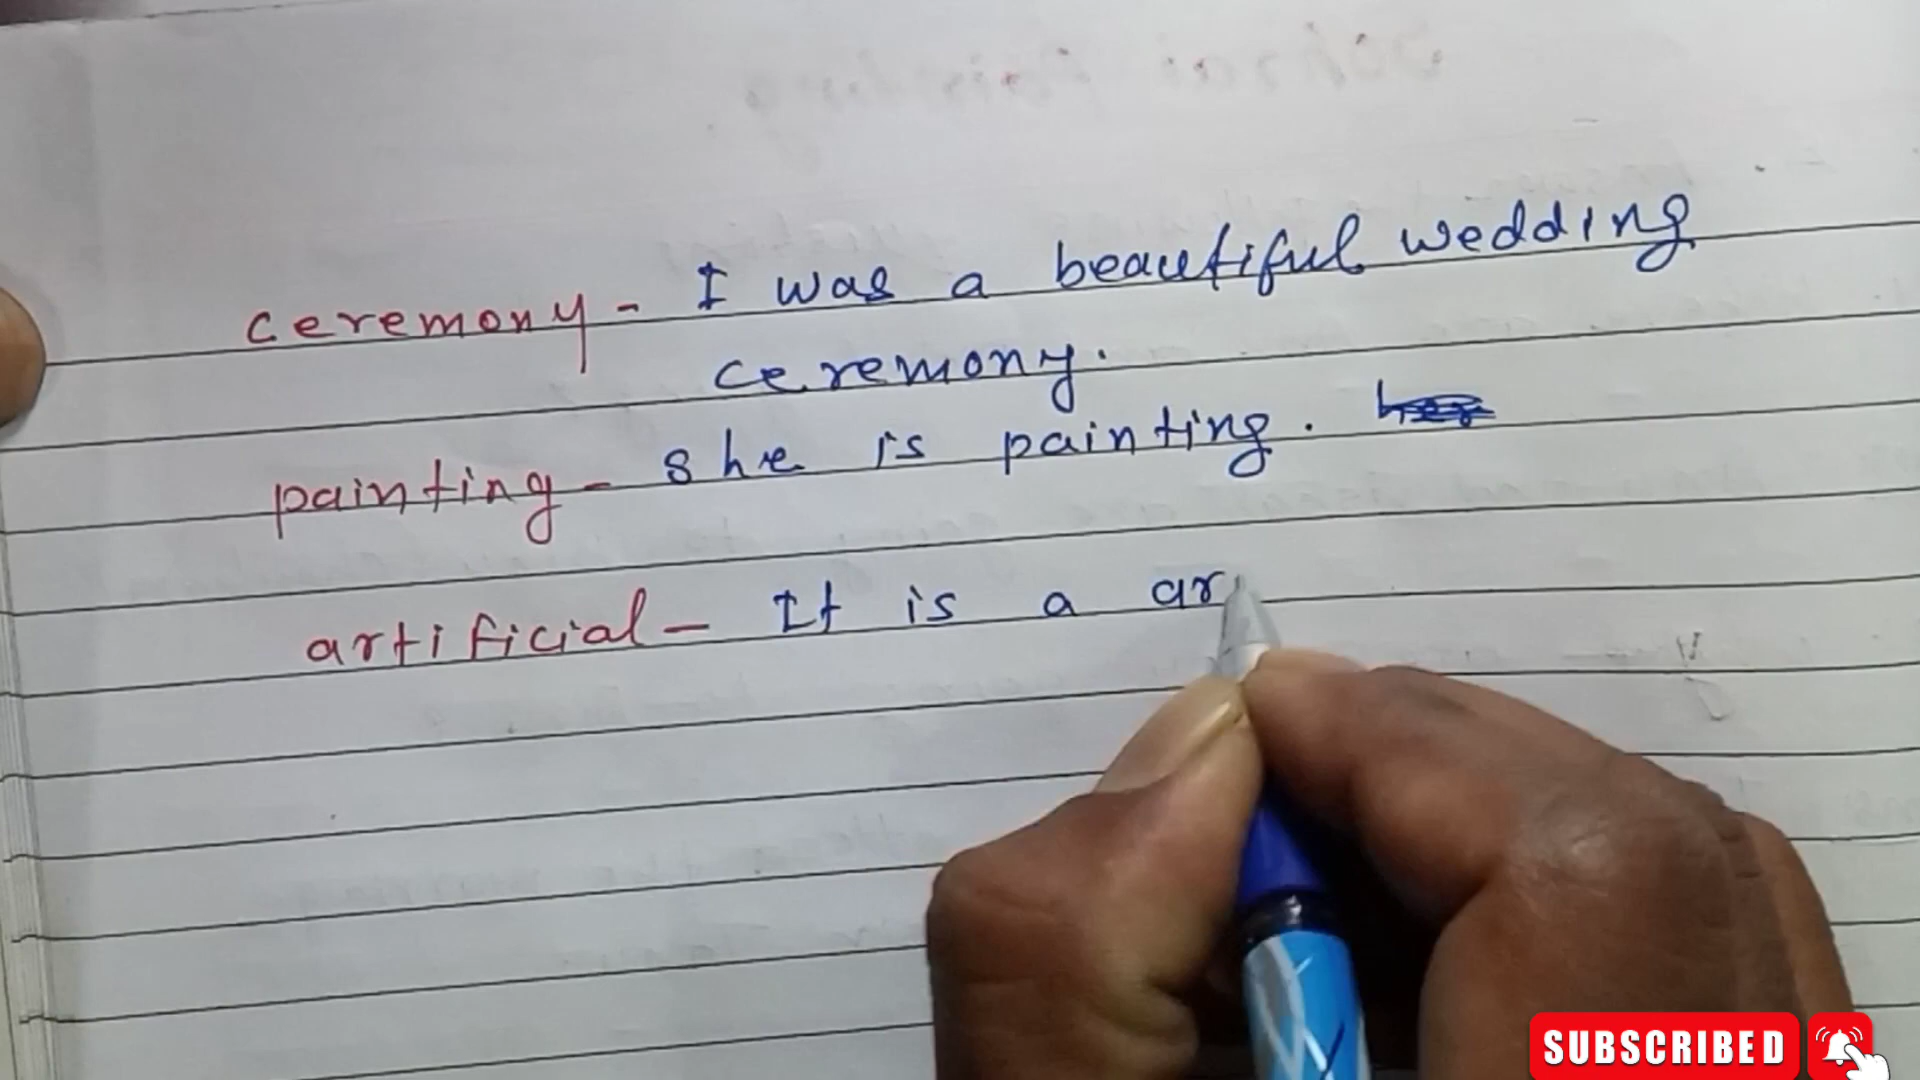 ceremony - I was a beautiful wedding
ceremony.
painting - she is painting.
artificial - It is a ar
SUBSCRIBED